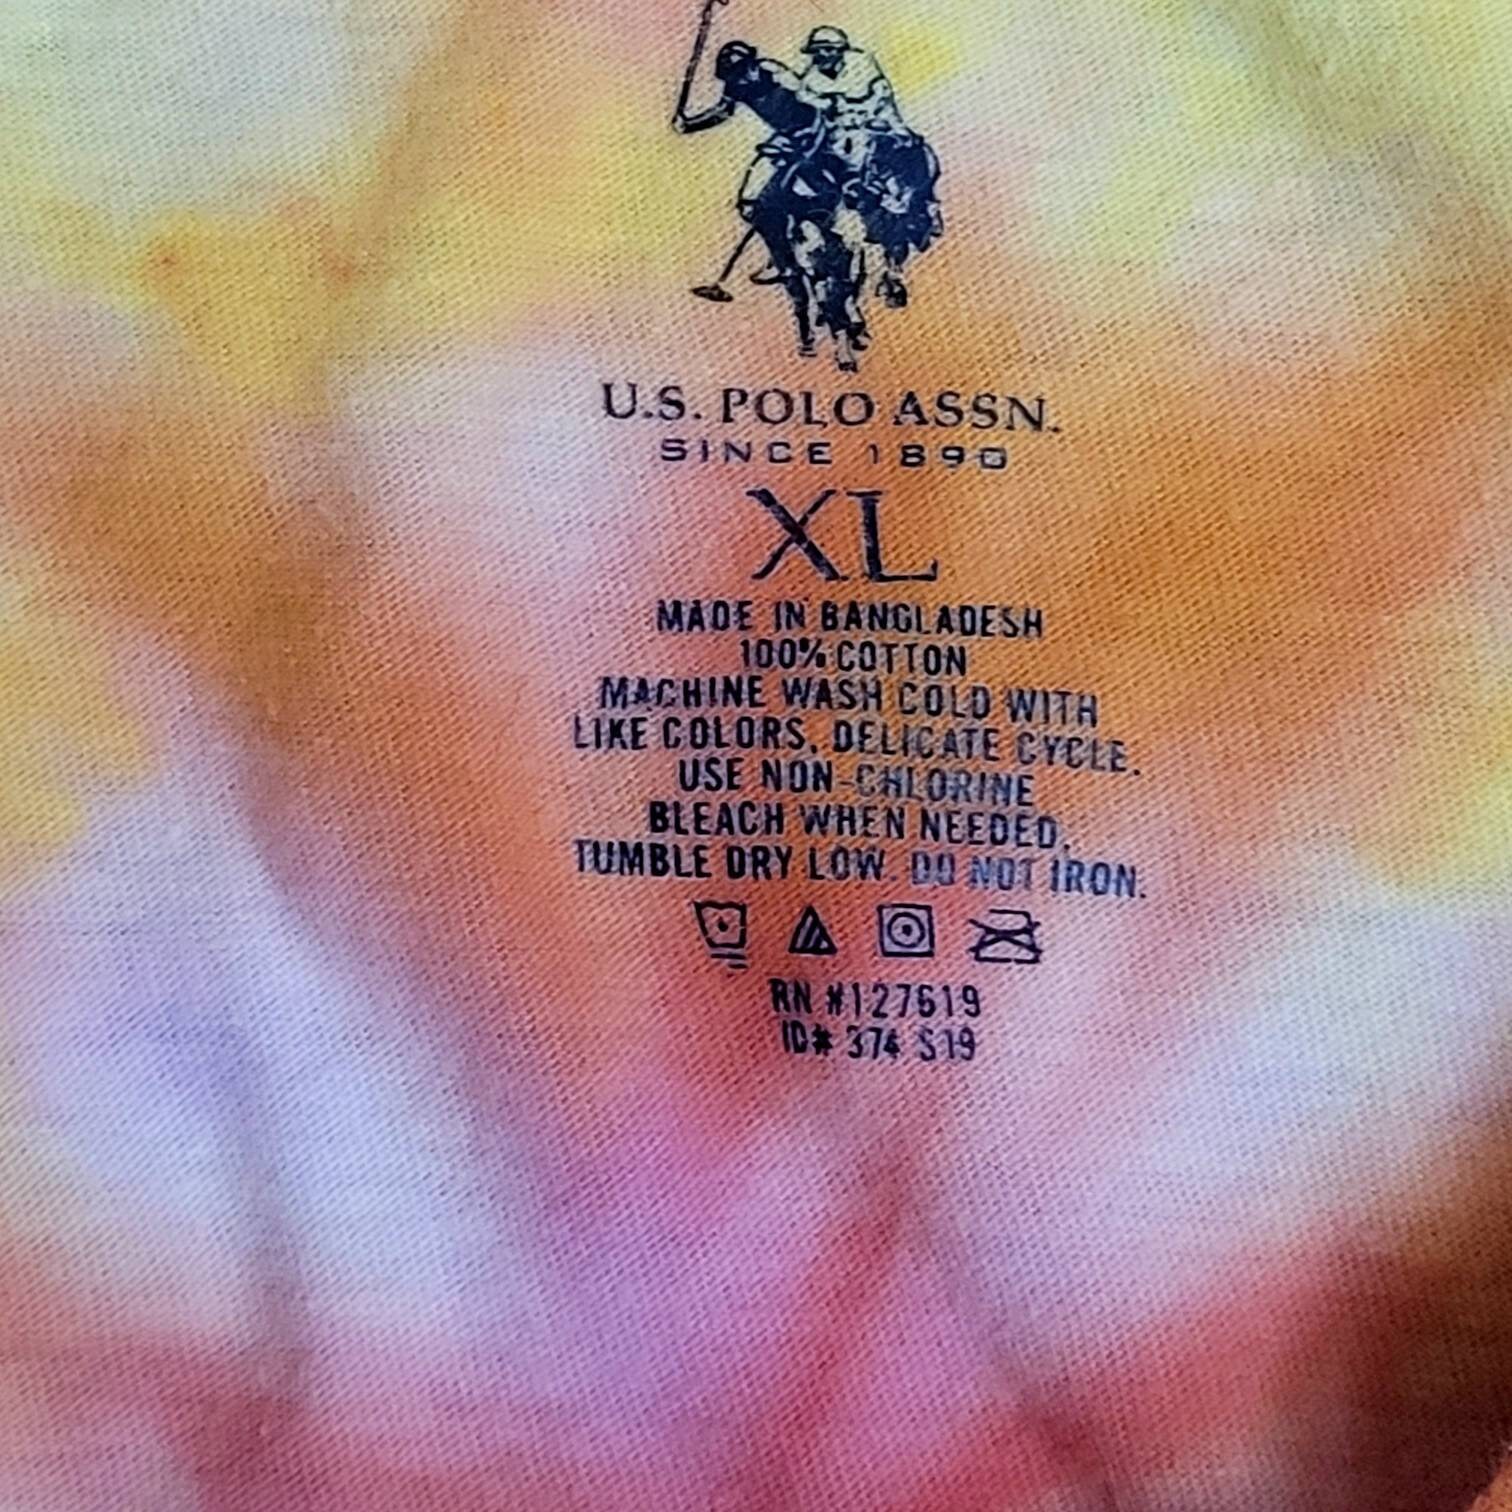 U.S. POLO ASSN.
SINCE 1890
XL
MADE IN BANGLADESH
100% COTTON
MACHINE WASH COLD WITH
LIKE COLORS, DELICATE CYCLE.
USE NON-CHLORINE
BLEACH WHEN NEEDED.
TUMBLE DRY LOW. DO NOT IRON.
RN #127619
ID# 374 S19